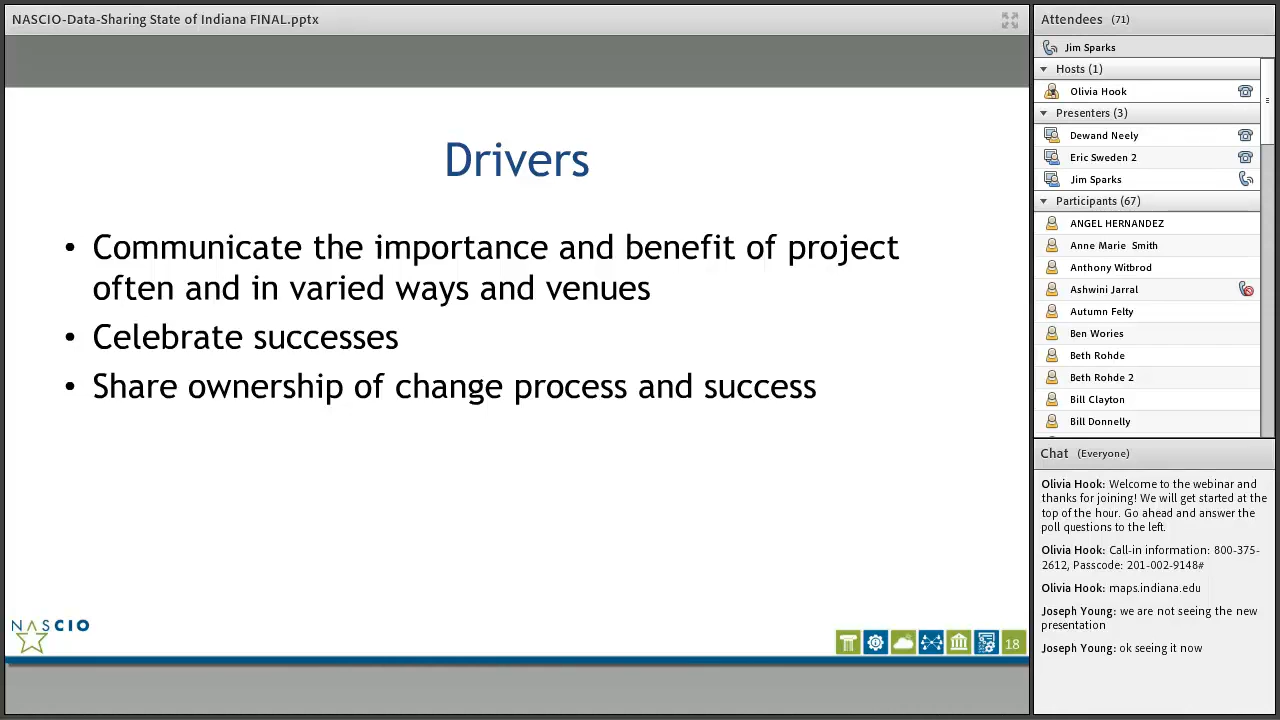 NASCIO-Data-Sharing State of Indiana FINAL.pptx
Drivers
• Communicate the importance and benefit of project
often and in varied ways and venues
• Celebrate successes
• Share ownership of change process and success
NASCIO
18
Attendees (71)
Jim Sparks
Hosts (1)
Olivia Hook
Presenters (3)
Dewand Neely
Eric Sweden 2
Jim Sparks
Participants (67)
ANGEL HERNANDEZ
Anne Marie Smith
Anthony Witbrod
Ashwini Jarral
Autumn Felty
Ben Wories
Beth Rohde
Beth Rohde 2
Bill Clayton
Bill Donnelly
Chat (Everyone)
Olivia Hook: Welcome to the webinar and
thanks for joining! We will get started at the
top of the hour. Go ahead and answer the
poll questions to the left.
Olivia Hook: Call-in information: 800-375-
2612, Passcode: 201-002-9148#
Olivia Hook: maps.indiana.edu
Joseph Young: we are not seeing the new
presentation
Joseph Young: ok seeing it now